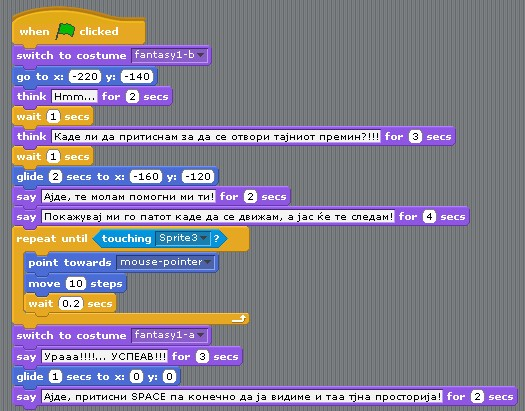 when clicked
switch to costume fantasy1-b
go to x: -220 y: -140
think Hmm... for 2 secs
wait 1 secs
think Каде ли да притиснам за да се отвори тајниот премин?!!! for 3 secs
wait 1 secs
glide 2 secs to x: -160 y: -120
say Ајде, те молам помогни ми ти! for 2 secs
say Покажувај ми го патот каде да се движам, а јас ќе те следам! for 4 secs
repeat until touching Sprite3 ?
point towards mouse-pointer
move 10 steps
wait 0.2 secs
switch to costume fantasy1-a
say Урааа!!!!... УСПЕАВ!!! for 3 secs
glide 1 secs to x: 0 y: 0
say Ајде, притисни SPACE па конечно да ја видиме и таа тјна просторија! for 2 secs